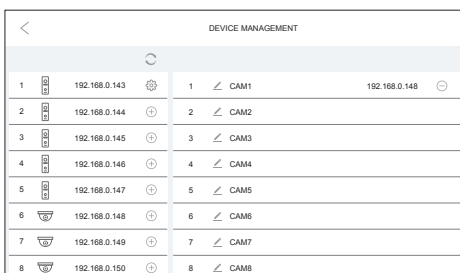 DEVICE MANAGEMENT
1 192.168.0.143 1 CAM1 192.168.0.148
2 192.168.0.144 2 CAM2
3 192.168.0.145 3 CAM3
4 192.168.0.146 4 CAM4
5 192.168.0.147 5 CAM5
6 192.168.0.148 6 CAM6
7 192.168.0.149 7 CAM7
8 192.168.0.150 8 CAM8